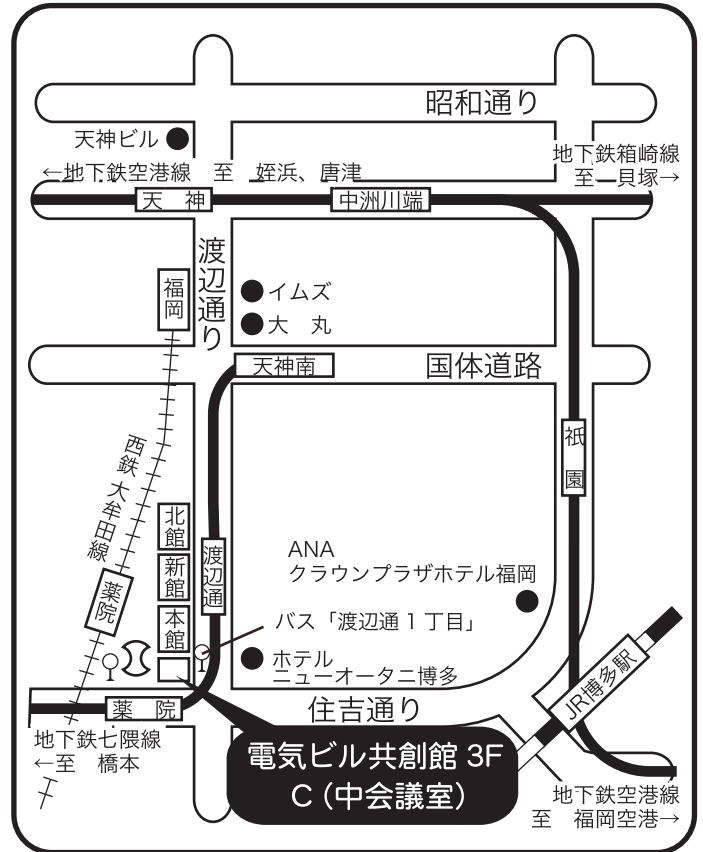 昭和通り
天神ビル
←地下鉄空港線　至　姪浜、唐津
地下鉄箱崎線
至　貝塚→
天　神
中洲川端
渡辺通り
福岡
イムズ
大　丸
天神南
国体道路
祇　園
西鉄 大牟田線
北館
新館
本館
渡辺通
薬院
ANA
クラウンプラザホテル福岡
バス「渡辺通 1 丁目」
ホテル
ニューオータニ博多
JR博多駅
薬　院
住吉通り
地下鉄七隈線
←至　橋本
電気ビル共創館 3F
C（中会議室）
地下鉄空港線
至　福岡空港→